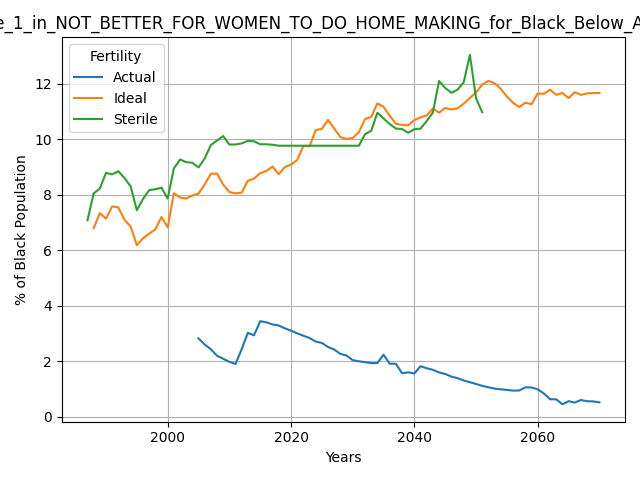 e_1_in_NOT_BETTER_FOR_WOMEN_TO_DO_HOME_MAKING_for_Black_Below_A
Fertility
Actual
Ideal
Sterile
% of Black Population
12
10
8
6
4
2
0
2000
2020
2040
2060
Years